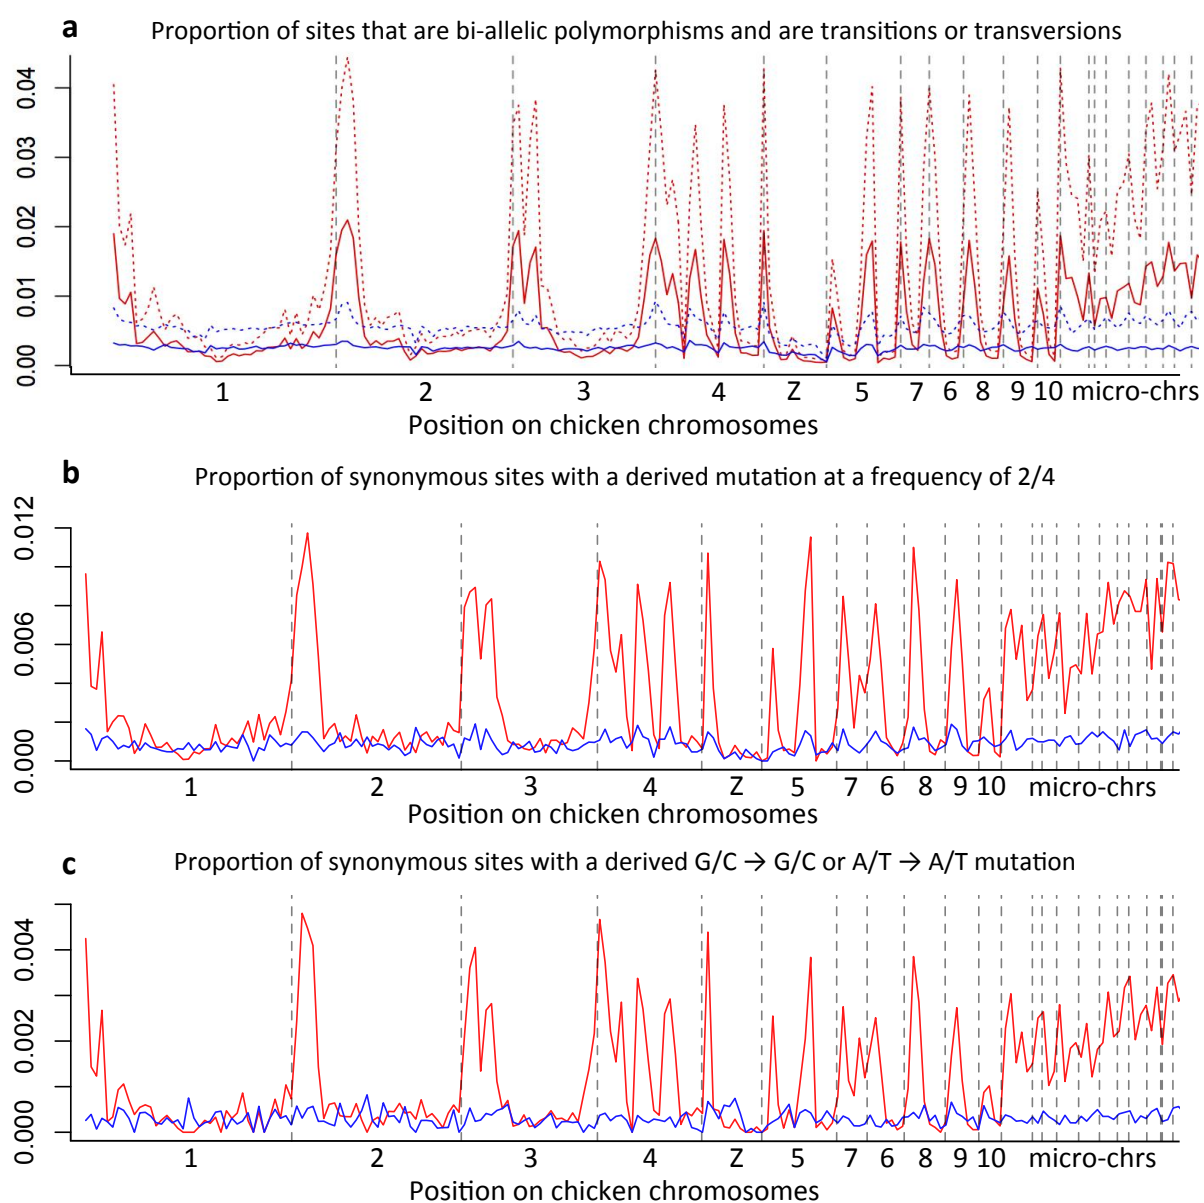 a
Proportion of sites that are bi-allelic polymorphisms and are transitions or transversions
0.04
0.03
0.02
0.01
0.00
1 2 3 4 Z 5 7 6 8 9 10 micro-chrs
Position on chicken chromosomes
b
Proportion of synonymous sites with a derived mutation at a frequency of 2/4
0.012
0.006
0.000
1 2 3 4 Z 5 7 6 8 9 10 micro-chrs
Position on chicken chromosomes
c
Proportion of synonymous sites with a derived G/C → G/C or A/T → A/T mutation
0.004
0.002
0.000
1 2 3 4 Z 5 7 6 8 9 10 micro-chrs
Position on chicken chromosomes